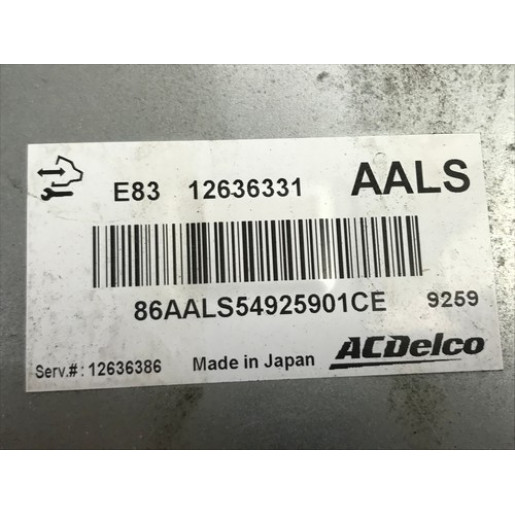 E83 12636331 AALS
86AALS54925901CE 9259
Serv.#: 12636386 Made in Japan ACDelco